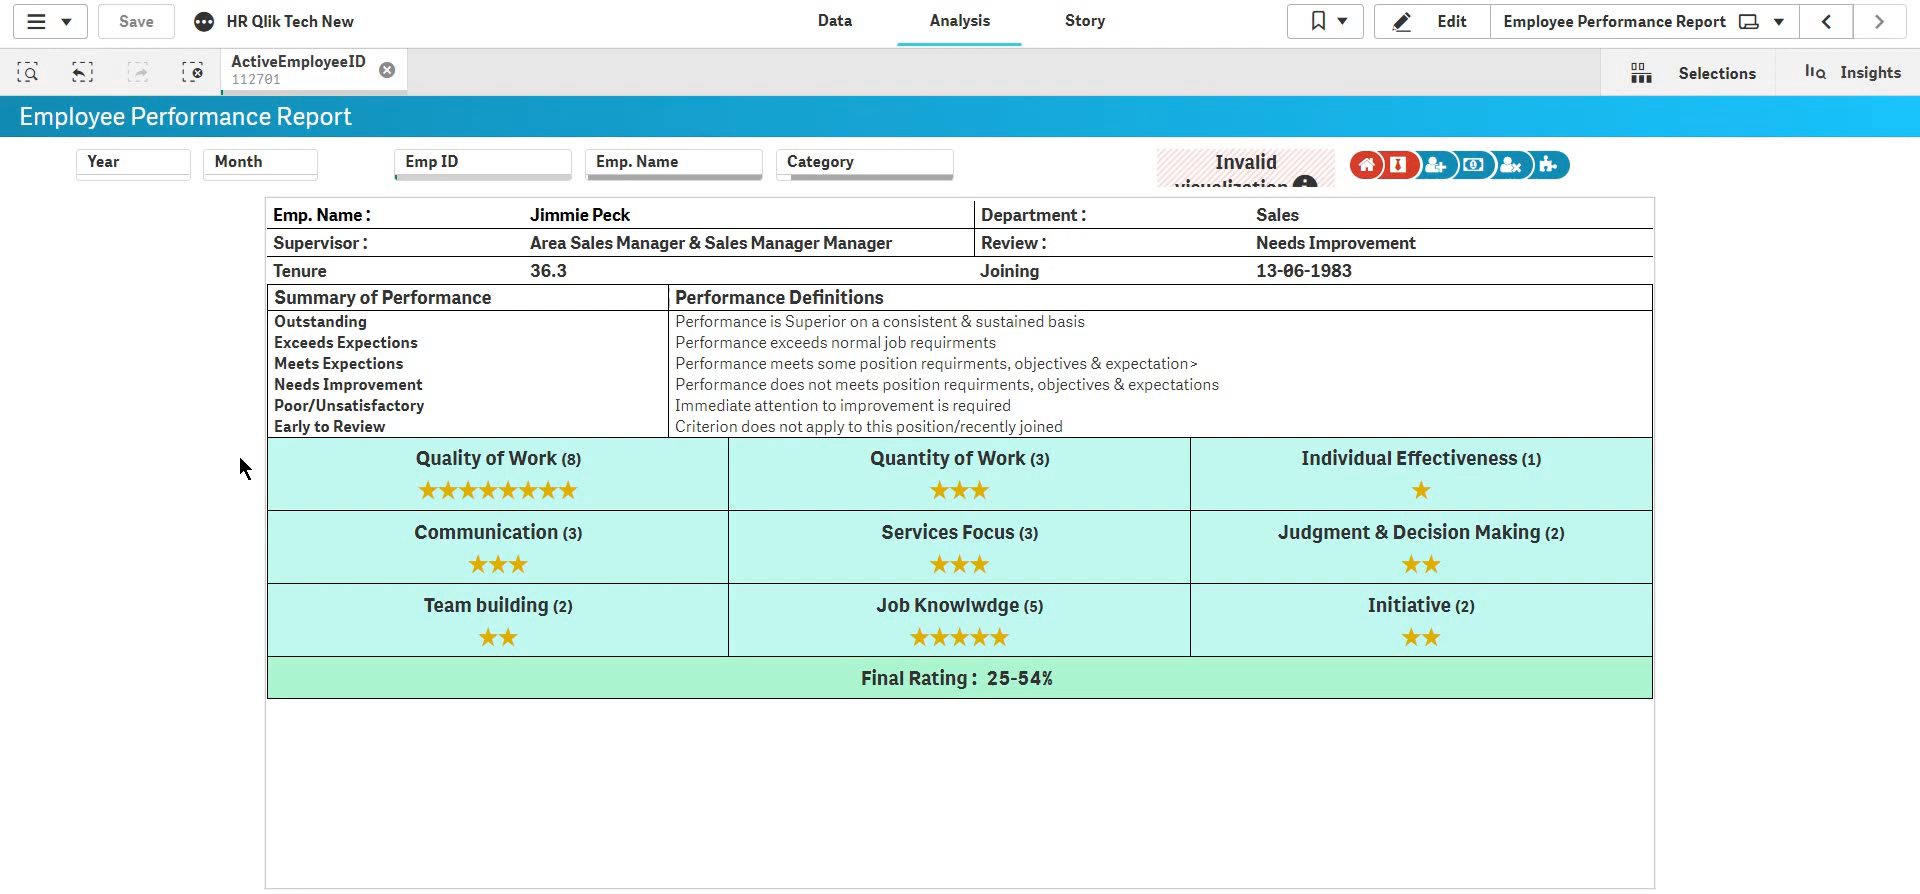 Save
HR Qlik Tech New
Data
Analysis
Story
Edit
Employee Performance Report
ActiveEmployeeID
112701
Selections
Insights
Employee Performance Report
Year
Month
Emp ID
Emp. Name
Category
Invalid
visualization
Emp. Name : Jimmie Peck Department : Sales
Supervisor : Area Sales Manager & Sales Manager Manager Review : Needs Improvement
Tenure 36.3 Joining 13-06-1983
Summary of Performance Performance Definitions
Outstanding Performance is Superior on a consistent & sustained basis
Exceeds Expections Performance exceeds normal job requirments
Meets Expections Performance meets some position requirments, objectives & expectation>
Needs Improvement Performance does not meets position requirments, objectives & expectations
Poor/Unsatisfactory Immediate attention to improvement is required
Early to Review Criterion does not apply to this position/recently joined
Quality of Work (8) Quantity of Work (3) Individual Effectiveness (1)
★★★★★★★★ ★★★ ★
Communication (3) Services Focus (3) Judgment & Decision Making (2)
★★★ ★★★ ★★
Team building (2) Job Knowlwdge (5) Initiative (2)
★★ ★★★★★ ★★
Final Rating : 25-54%